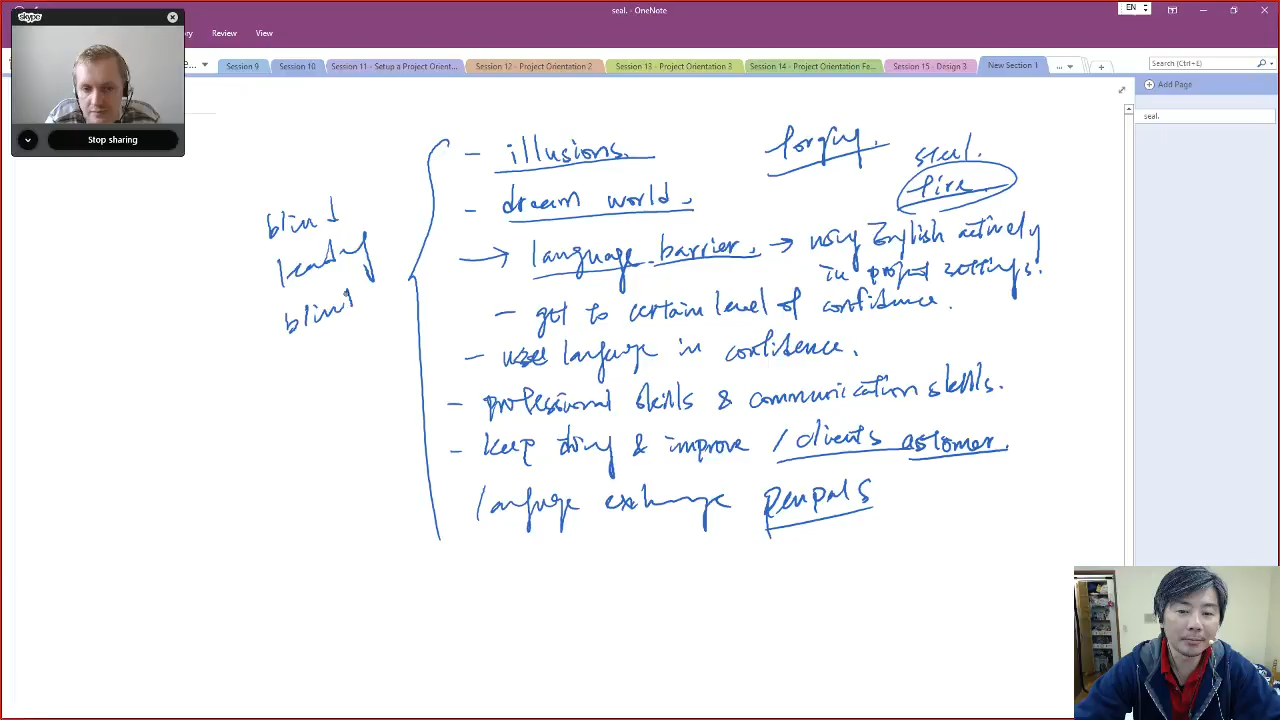 skype
seal. - OneNote
EN
Review
View
Session 9
Session 10
Session 11 - Setup a Project Orient...
Session 12 - Project Orientation 2
Session 13 - Project Orientation 3
Session 14 - Project Orientation Fe...
Session 15 - Design 3
New Section 1
...
Search (Ctrl+E)
Add Page
seal.
Stop sharing
- illusions.
forging.
steel.
fire
- dream world.
blind
leading
blind
→ language barrier. → using English actively
in project settings.
- get to certain level of confidence.
- use language in confidence.
- professional skills & communication skills.
- keep doing & improve / clients customer.
language exchange penpals